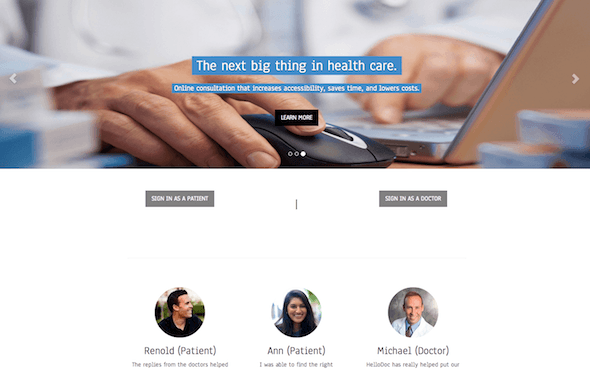 The next big thing in health care.
Online consultation that increases accessibility, saves time, and lowers costs.
LEARN MORE
SIGN IN AS A PATIENT
|
SIGN IN AS A DOCTOR
Renold (Patient)
The replies from the doctors helped
Ann (Patient)
I was able to find the right
Michael (Doctor)
HelloDoc has really helped put our